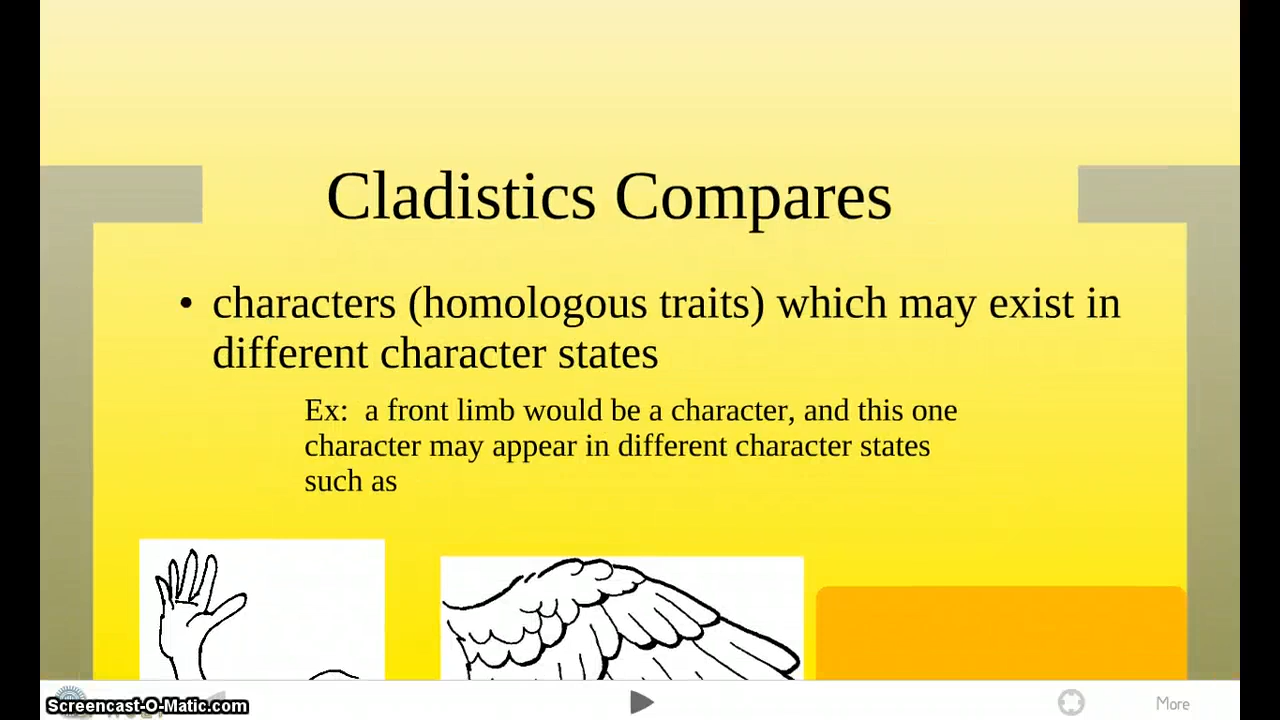 Cladistics Compares
• characters (homologous traits) which may exist in
different character states
Ex: a front limb would be a character, and this one
character may appear in different character states
such as
Screencast-O-Matic.com
More